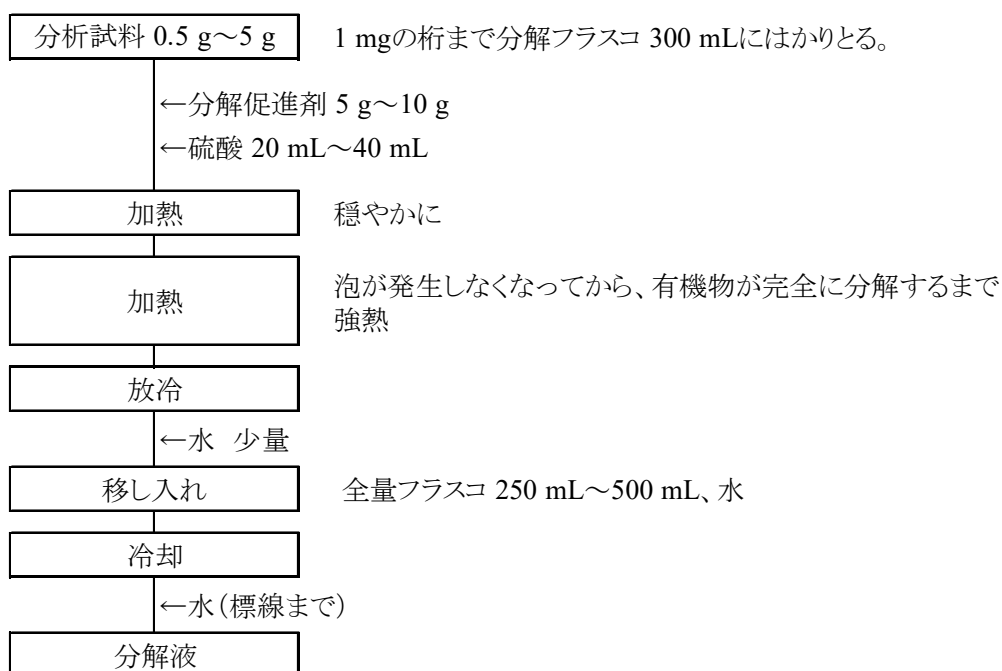 分析試料 0.5 g~5 g 1 mgの桁まで分解フラスコ 300 mLにはかりとる。
←分解促進剤 5 g~10 g
←硫酸 20 mL~40 mL
加熱 穏やかに
加熱 泡が発生しなくなってから、有機物が完全に分解するまで
強熱
放冷
←水 少量
移し入れ 全量フラスコ 250 mL~500 mL、水
冷却
←水(標線まで)
分解液